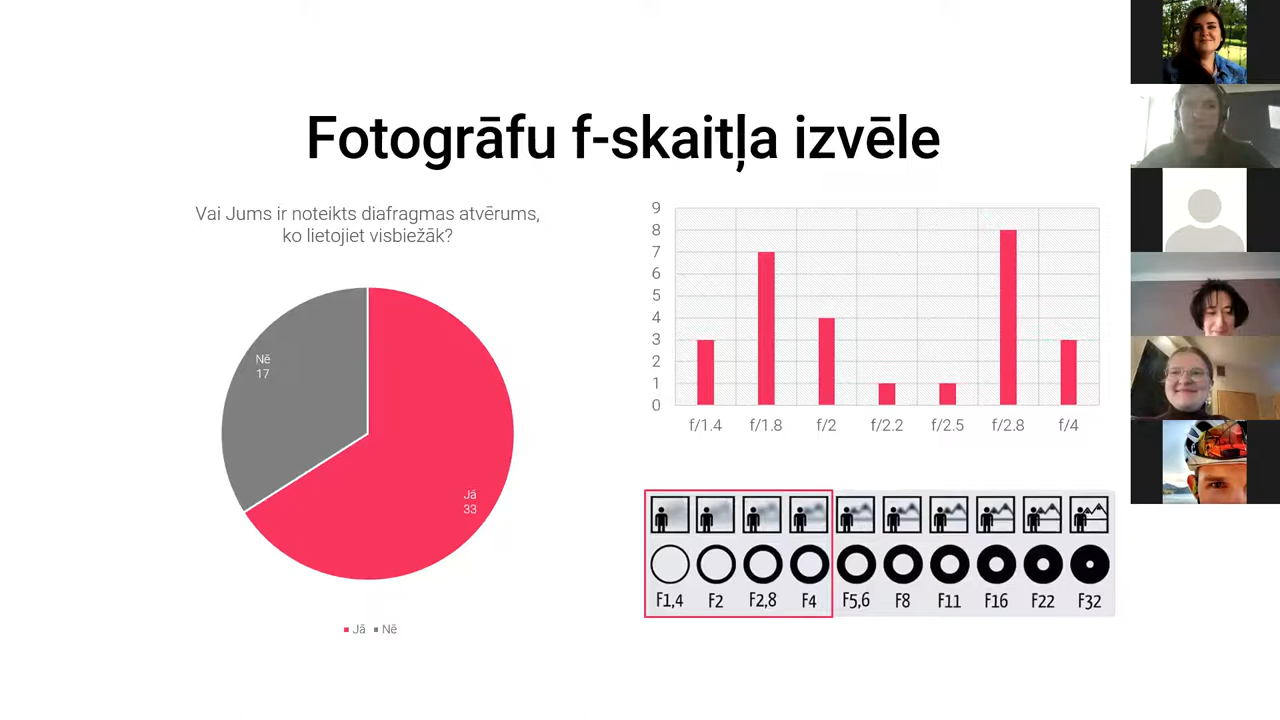 Fotogrāfu f-skaitļa izvēle
Vai Jums ir noteikts diafragmas atvērums,
ko lietojiet visbiežāk?
Nē
17
Jā
33
Jā Nē
9
8
7
6
5
4
3
2
1
0
f/1.4 f/1.8 f/2 f/2.2 f/2.5 f/2.8 f/4
F1,4 F2 F2,8 F4 F5,6 F8 F11 F16 F22 F32